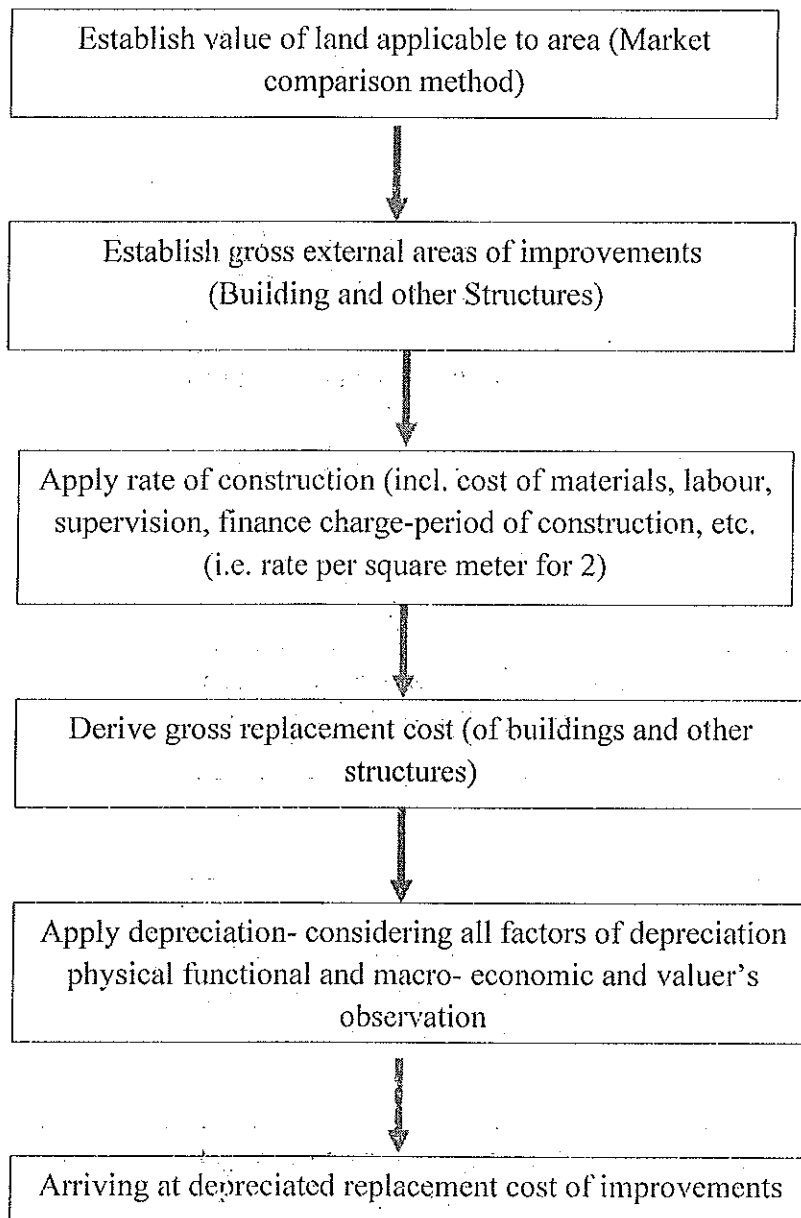 Establish value of land applicable to area (Market
comparison method)
Establish gross external areas of improvements
(Building and other Structures)
Apply rate of construction (incl. cost of materials, labour,
supervision, finance charge-period of construction, etc.
(i.e. rate per square meter for 2)
Derive gross replacement cost (of buildings and other
structures)
Apply depreciation- considering all factors of depreciation
physical functional and macro- economic and valuer's
observation
Arriving at depreciated replacement cost of improvements